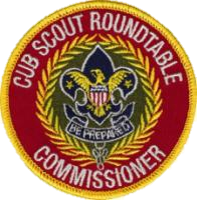 CUB SCOUT ROUNDTABLE
BE PREPARED
COMMISSIONER